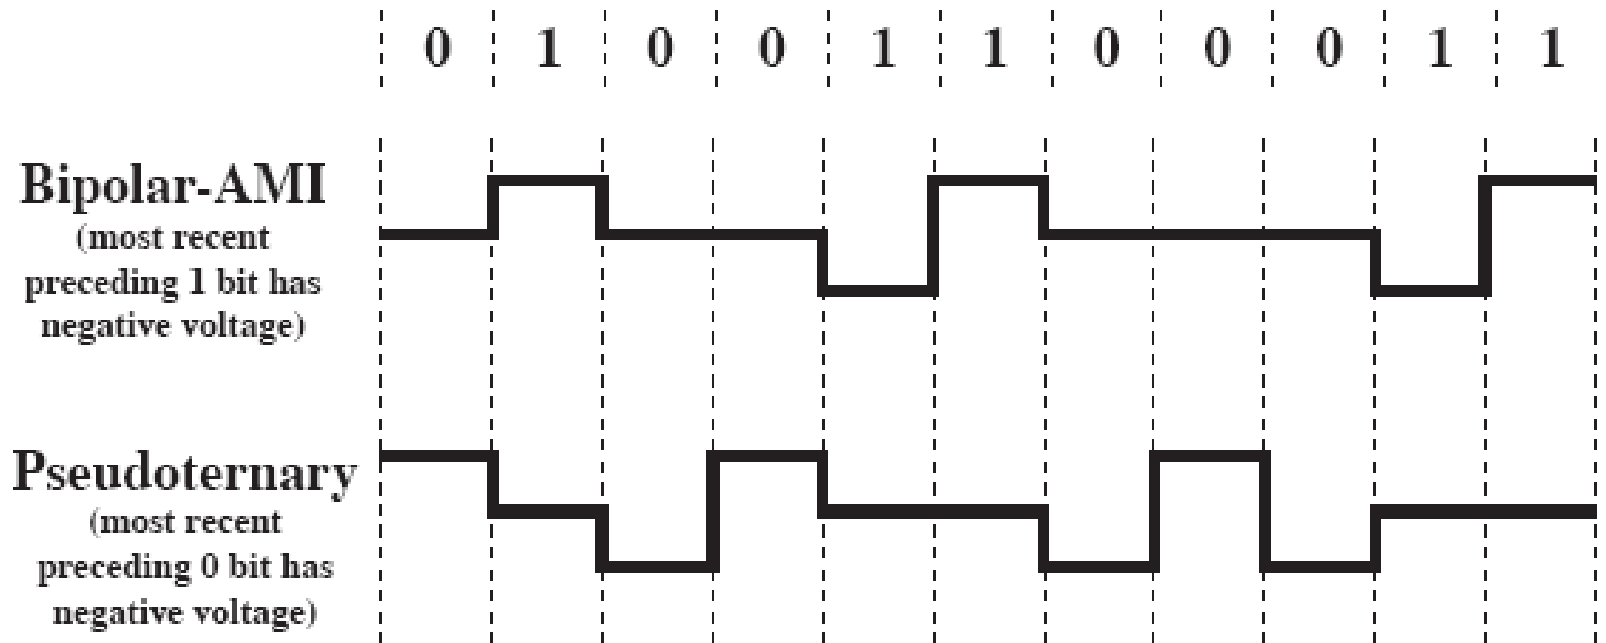 0 1 0 0 1 1 0 0 0 1 1
Bipolar-AMI
(most recent
preceding 1 bit has
negative voltage)
Pseudoternary
(most recent
preceding 0 bit has
negative voltage)